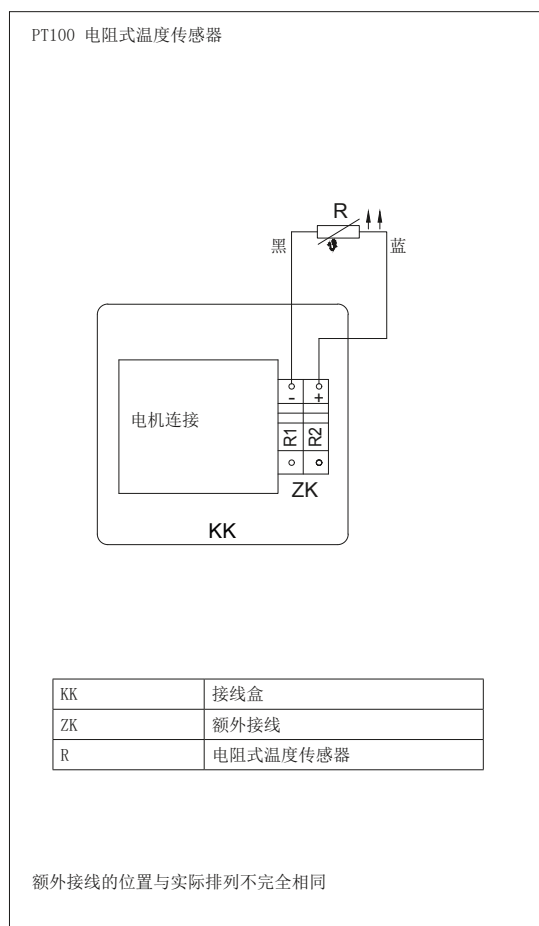 PT100 电阻式温度传感器
R
黑
蓝
- +
电机连接
R1 R2
ZK
KK
KK 接线盒
ZK 额外接线
R 电阻式温度传感器
额外接线的位置与实际排列不完全相同